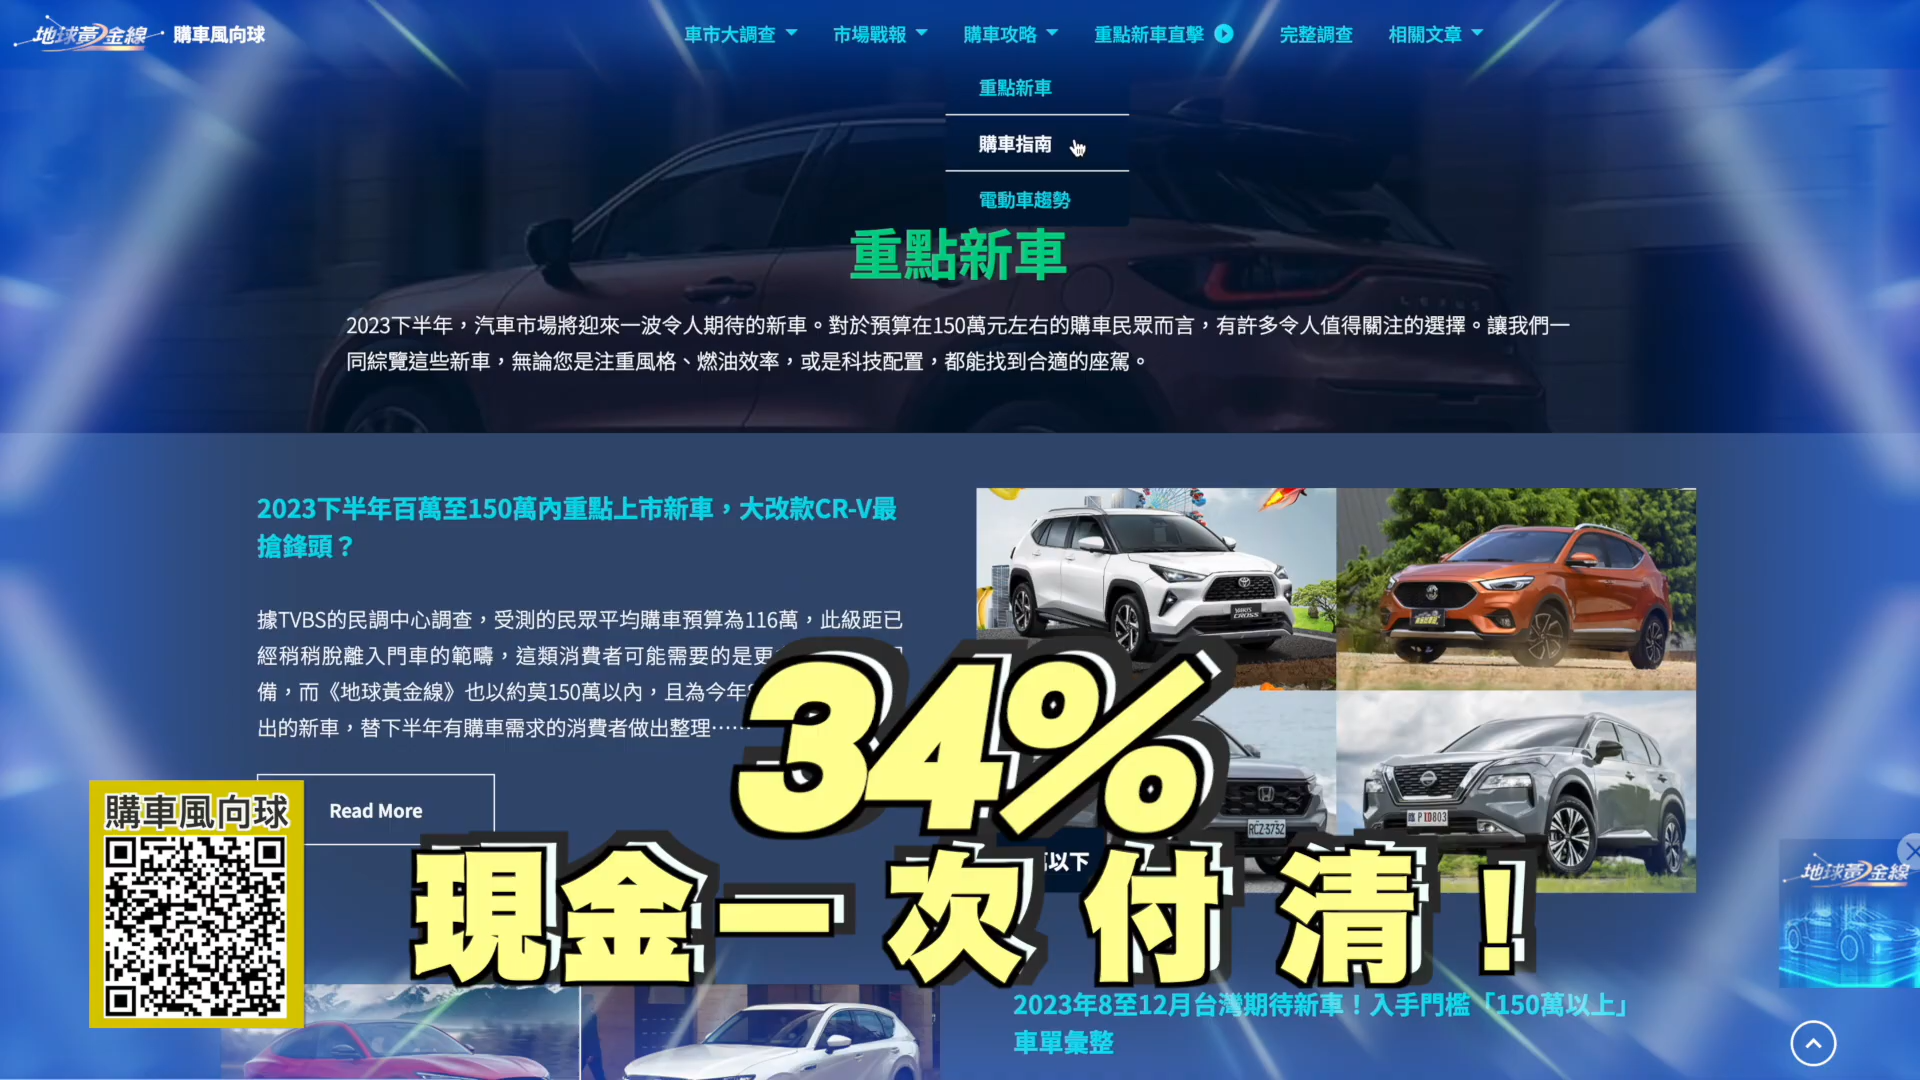 地球黃金線 購車風向球
車市大調查 市場戰報 購車攻略 重點新車直擊 完整調查 相關文章
重點新車
購車指南
電動車趨勢
重點新車
LEXUS
2023下半年，汽車市場將迎來一波令人期待的新車。對於預算在150萬元左右的購車民眾而言，有許多令人值得關注的選擇。讓我們一
同綜覽這些新車，無論您是注重風格、燃油效率，或是科技配置，都能找到合適的座駕。
2023下半年百萬至150萬內重點上市新車，大改款CR-V最
搶鋒頭？
據TVBS的民調中心調查，受測的民眾平均購車預算為116萬，此級距已
經稍稍脫離入門車的範疇，這類消費者可能需要的是更
備，而《地球黃金線》也以約莫150萬以內，且為今年
出的新車，替下半年有購車需求的消費者做出整理……
Read More
YARIS
CROSS
RCZ-3752
以下
34%
現金一次付清！
購車風向球
地球黃金線
2023年8至12月台灣期待新車！入手門檻「150萬以上」
車單彙整